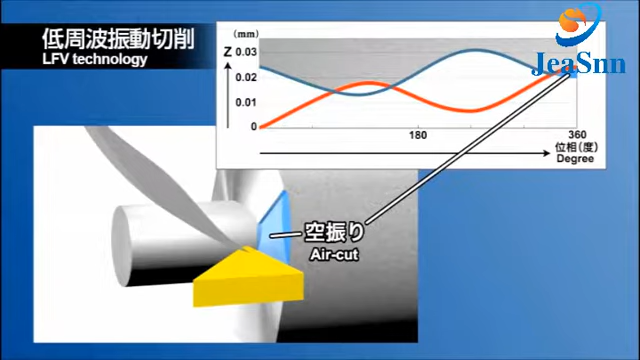 低周波振動切削
LFV technology
(mm)
Z 0.03
0.02
0.01
0
180
360
位相(度)
Degree
JeaSnn
空振り
Air-cut